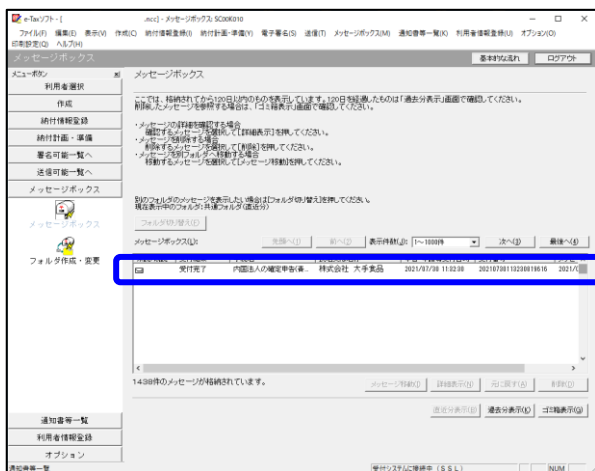 e-Taxソフト - [ .ncc] - メッセージボックス: SC00K010
ファイル(F) 編集(E) 表示(V) 作成(C) 納付情報登録(I) 納付計画・準備(Y) 電子署名(S) 送信(T) メッセージボックス(M) 通知書等一覧(K) 利用者情報登録(U) オプション(O)
印刷設定(Q) ヘルプ(H)
メッセージボックス
基本的な流れ ログアウト
メニューボタン
利用者選択
作成
納付情報登録
納付計画・準備
署名可能一覧へ
送信可能一覧へ
メッセージボックス
メッセージボックス
フォルダ作成・変更
通知書等一覧
利用者情報登録
オプション
メッセージボックス
ここでは、格納されてから120日以内のものを表示しています。120日を経過したものは「過去分表示」画面で確認してください。
削除したメッセージを参照する場合は、「ゴミ箱表示」画面で確認してください。
・メッセージの詳細を確認する場合
確認するメッセージを選択して[詳細表示]を押してください。
・メッセージを削除する場合
削除するメッセージを選択して[削除]を押してください。
・メッセージを別フォルダへ移動する場合
移動するメッセージを選択して[メッセージ移動]を押してください。
別のフォルダのメッセージを表示したい場合はフォルダ切り替え]を押してください。
現在表示中のフォルダ:共通フォルダ(直近分)
フォルダ切り替え(E)
メッセージボックス(L): 先頭へ(1) 前へ(2) 表示件数(J): 1~1000件 次へ(3) 最後へ(4)
受付完了 内国法人の確定申告(青... 株式会社 大手食品 2021/07/30 11:32:38
1438件のメッセージが格納されています。
メッセージ移動(I) 詳細表示(N) 元に戻す(A) 削除(D)
直近分表示(B) 過去分表示(K) ゴミ箱表示(G)
通知書等一覧
受付システムに接続中 (SSL)
NUM